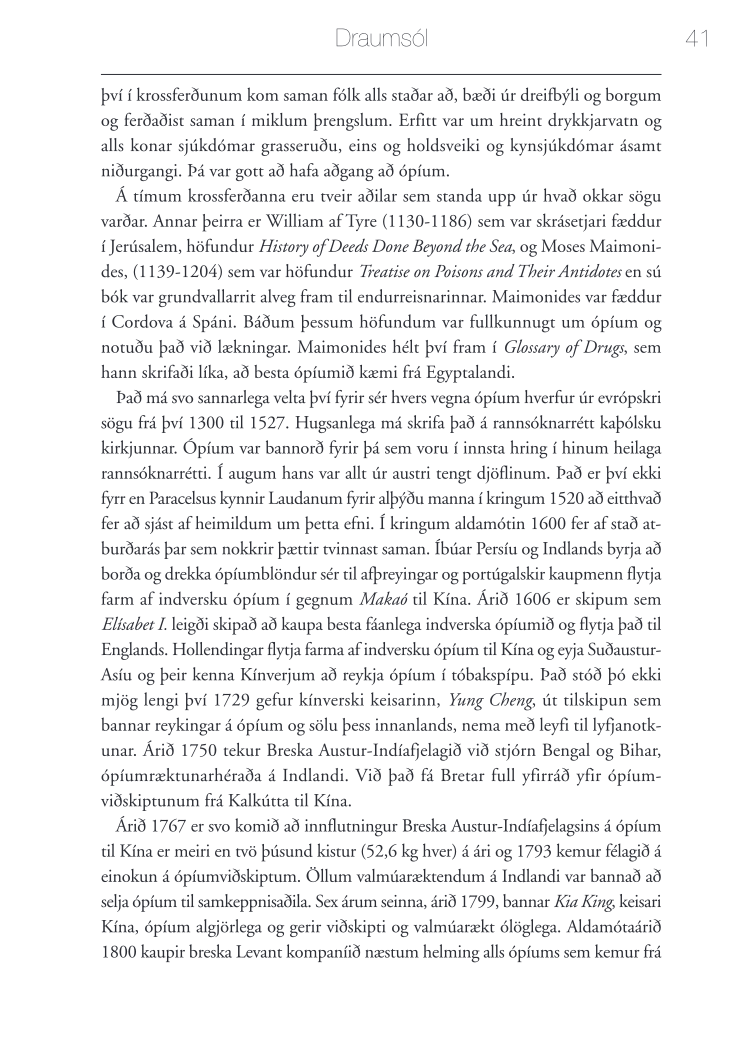 Draumsól 41
því í krossferðunum kom saman fólk alls staðar að, bæði úr dreifbýli og borgum
og ferðaðist saman í miklum þrengslum. Erfitt var um hreint drykkjarvatn og
alls konar sjúkdómar grasseruðu, eins og holdsveiki og kynsjúkdómar ásamt
niðurgangi. Þá var gott að hafa aðgang að ópíum.
Á tímum krossferðanna eru tveir aðilar sem standa upp úr hvað okkar sögu
varðar. Annar þeirra er William af Tyre (1130-1186) sem var skrásetjari fæddur
í Jerúsalem, höfundur History of Deeds Done Beyond the Sea, og Moses Maimoni-
des, (1139-1204) sem var höfundur Treatise on Poisons and Their Antidotes en sú
bók var grundvallarrit alveg fram til endurreisnarinnar. Maimonides var fæddur
í Cordova á Spáni. Báðum þessum höfundum var fullkunnugt um ópíum og
notuðu það við lækningar. Maimonides hélt því fram í Glossary of Drugs, sem
hann skrifaði líka, að besta ópíumið kæmi frá Egyptalandi.
Það má svo sannarlega velta því fyrir sér hvers vegna ópíum hverfur úr evrópskri
sögu frá því 1300 til 1527. Hugsanlega má skrifa það á rannsóknarrétt kaþólsku
kirkjunnar. Ópíum var bannorð fyrir þá sem voru í innsta hring í hinum heilaga
rannsóknarrétti. Í augum hans var allt úr austri tengt djöflinum. Það er því ekki
fyrr en Paracelsus kynnir Laudanum fyrir alþýðu manna í kringum 1520 að eitthvað
fer að sjást af heimildum um þetta efni. Í kringum aldamótin 1600 fer af stað at-
burðarás þar sem nokkrir þættir tvinnast saman. Íbúar Persíu og Indlands byrja að
borða og drekka ópíumblöndur sér til afþreyingar og portúgalskir kaupmenn flytja
farm af indversku ópíum í gegnum Makaó til Kína. Árið 1606 er skipum sem
Elísabet I. leigði skipað að kaupa besta fáanlega indverska ópíumið og flytja það til
Englands. Hollendingar flytja farma af indversku ópíum til Kína og eyja Suðaustur-
Asíu og þeir kenna Kínverjum að reykja ópíum í tóbakspípu. Það stóð þó ekki
mjög lengi því 1729 gefur kínverski keisarinn, Yung Cheng, út tilskipun sem
bannar reykingar á ópíum og sölu þess innanlands, nema með leyfi til lyfjanotk-
unar. Árið 1750 tekur Breska Austur-Indíafjelagið við stjórn Bengal og Bihar,
ópíumræktunarhéraða á Indlandi. Við það fá Bretar full yfirráð yfir ópíum-
viðskiptunum frá Kalkútta til Kína.
Árið 1767 er svo komið að innflutningur Breska Austur-Indíafjelagsins á ópíum
til Kína er meiri en tvö þúsund kistur (52,6 kg hver) á ári og 1793 kemur félagið á
einokun á ópíumviðskiptum. Öllum valmúaræktendum á Indlandi var bannað að
selja ópíum til samkeppnisaðila. Sex árum seinna, árið 1799, bannar Kia King, keisari
Kína, ópíum algjörlega og gerir viðskipti og valmúarækt ólöglega. Aldamótaárið
1800 kaupir breska Levant kompaníið næstum helming alls ópíums sem kemur frá